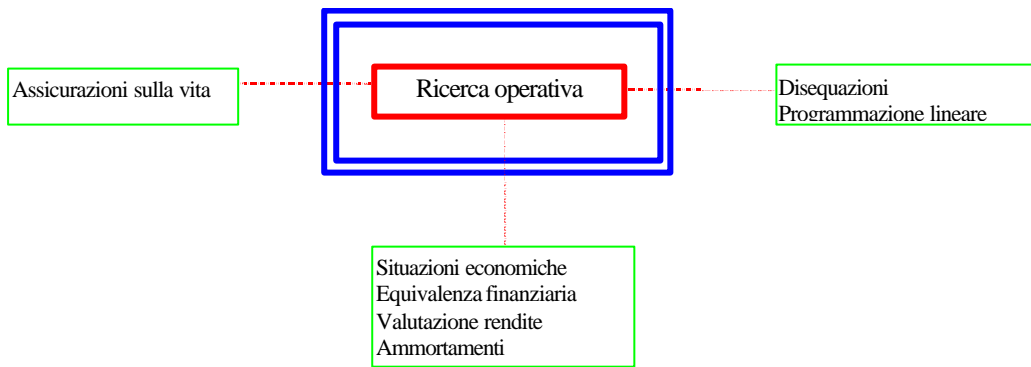 Ricerca operativa
Assicurazioni sulla vita
Disequazioni
Programmazione lineare
Situazioni economiche
Equivalenza finanziaria
Valutazione rendite
Ammortamenti